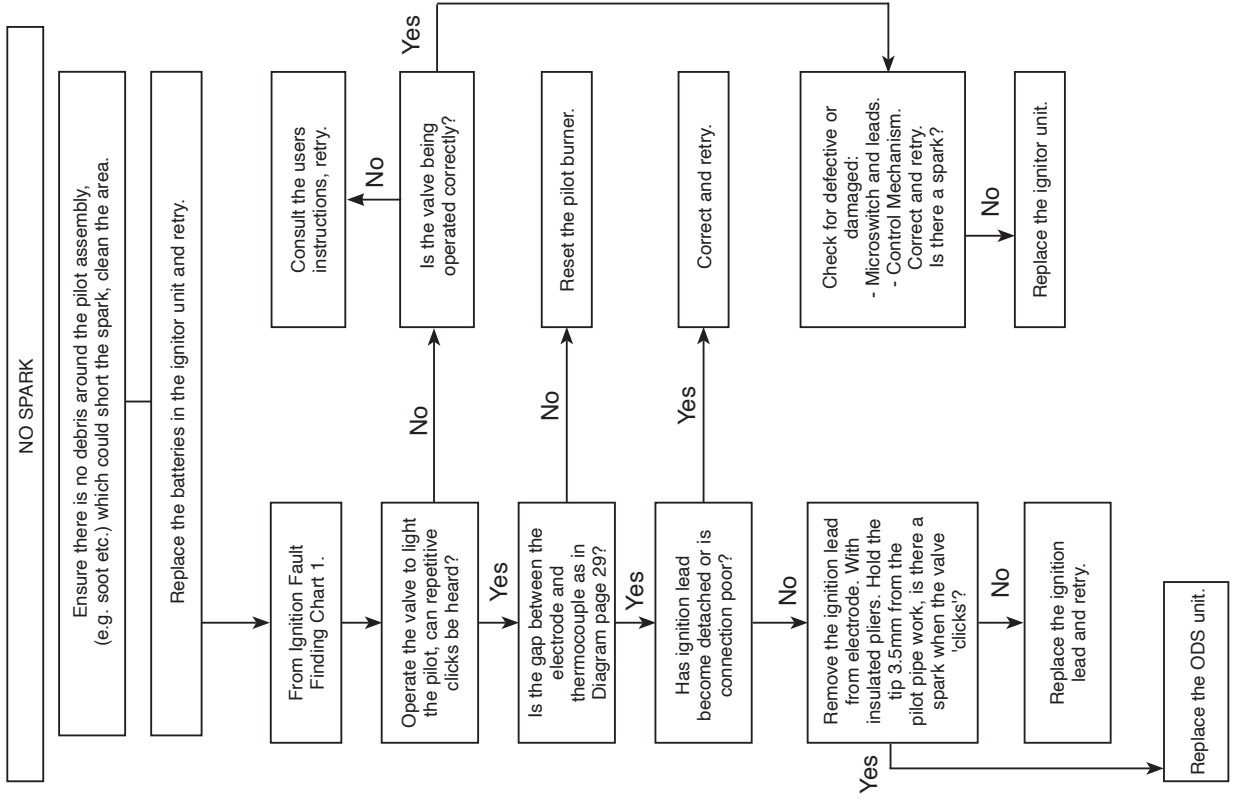 NO SPARK
Ensure there is no debris around the pilot assembly,
(e.g. soot etc.) which could short the spark, clean the area.
Replace the batteries in the ignitor unit and retry.
From Ignition Fault
Finding Chart 1.
Operate the valve to light
the pilot, can repetitive
clicks be heard?
No
Is the valve being
operated correctly?
No
Consult the users
instructions, retry.
Yes
Yes
Is the gap between the
electrode and
thermocouple as in
Diagram page 29?
No
Reset the pilot burner.
Yes
Has ignition lead
become detached or is
connection poor?
Yes
Correct and retry.
No
Remove the ignition lead
from electrode. With
insulated pliers. Hold the
tip 3.5mm from the
pilot pipe work, is there a
spark when the valve
'clicks'?
Check for defective or
damaged:
- Microswitch and leads.
- Control Mechanism.
Correct and retry.
Is there a spark?
No
Replace the ignitor unit.
No
Replace the ignition
lead and retry.
Yes
Replace the ODS unit.